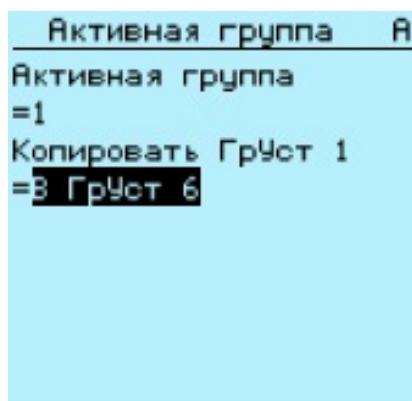 Активная группа А
Активная группа
=1
Копировать ГрУст 1
=В ГрУст 6